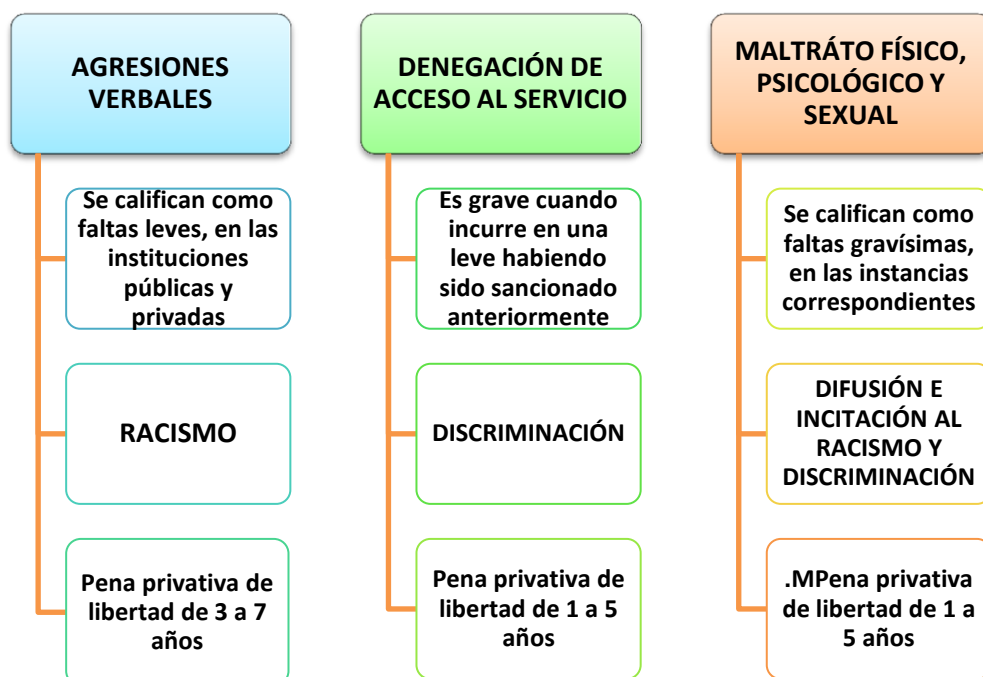 AGRESIONES
VERBALES
Se califican como
faltas leves, en las
instituciones
públicas y
privadas
RACISMO
Pena privativa de
libertad de 3 a 7
años
DENEGACIÓN DE
ACCESO AL SERVICIO
Es grave cuando
incurre en una
leve habiendo
sido sancionado
anteriormente
DISCRIMINACIÓN
Pena privativa de
libertad de 1 a 5
años
MALTRÁTO FÍSICO,
PSICOLÓGICO Y
SEXUAL
Se califican como
faltas gravísimas,
en las instancias
correspondientes
DIFUSIÓN E
INCITACIÓN AL
RACISMO Y
DISCRIMINACIÓN
.MPena privativa
de libertad de 1 a
5 años